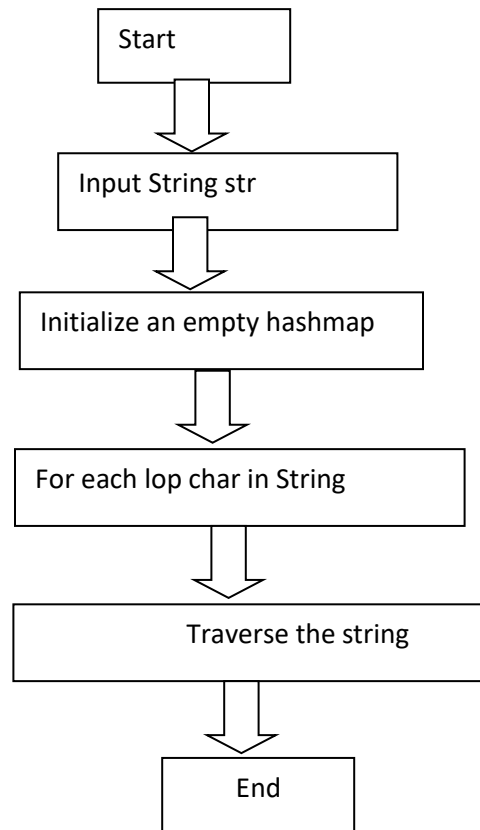 Start
Input String str
Initialize an empty hashmap
For each lop char in String
Traverse the string
End